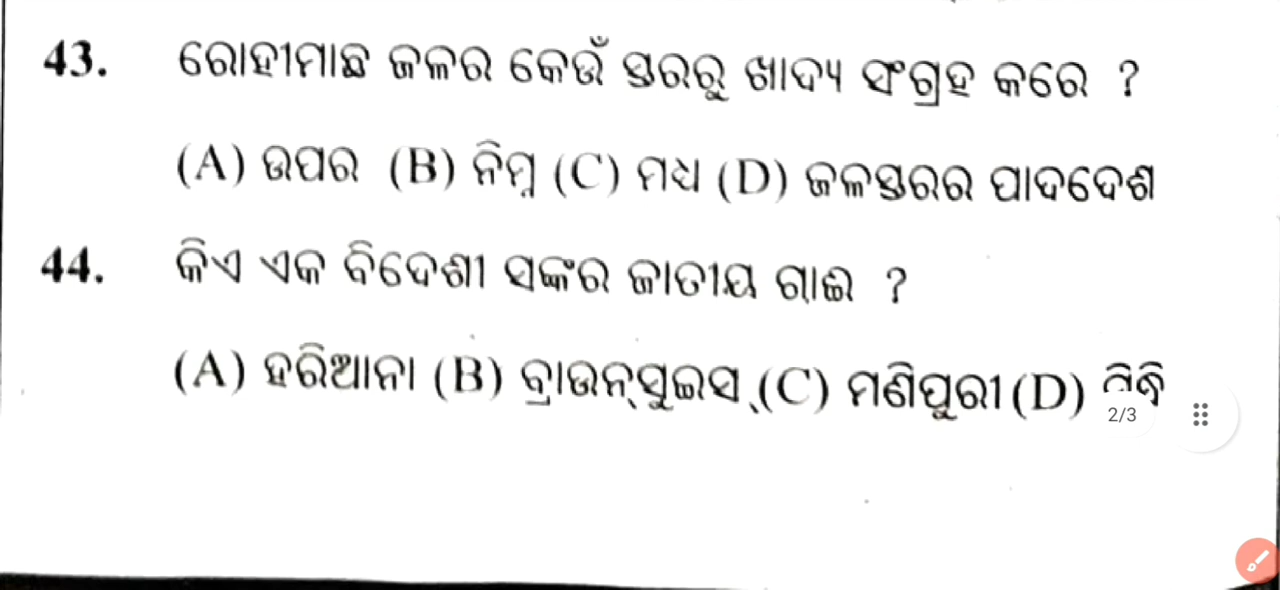 43. ରୋହୀମାଛ ଜଳର କେଉଁ ସ୍ତରରୁ ଖାଦ୍ୟ ସଂଗ୍ରହ କରେ ?
(A) ଉପର (B) ନିମ୍ନ (C) ମଧ୍ୟ (D) ଜଳସ୍ତରର ପାଦଦେଶ
44. କିଏ ଏକ ବିଦେଶୀ ସଙ୍କର ଜାତୀୟ ଗାଈ ?
(A) ହରିଆନା (B) ବ୍ରାଉନ୍‌ସୁଇସ୍ (C) ମଣିପୁରୀ (D)
2/3